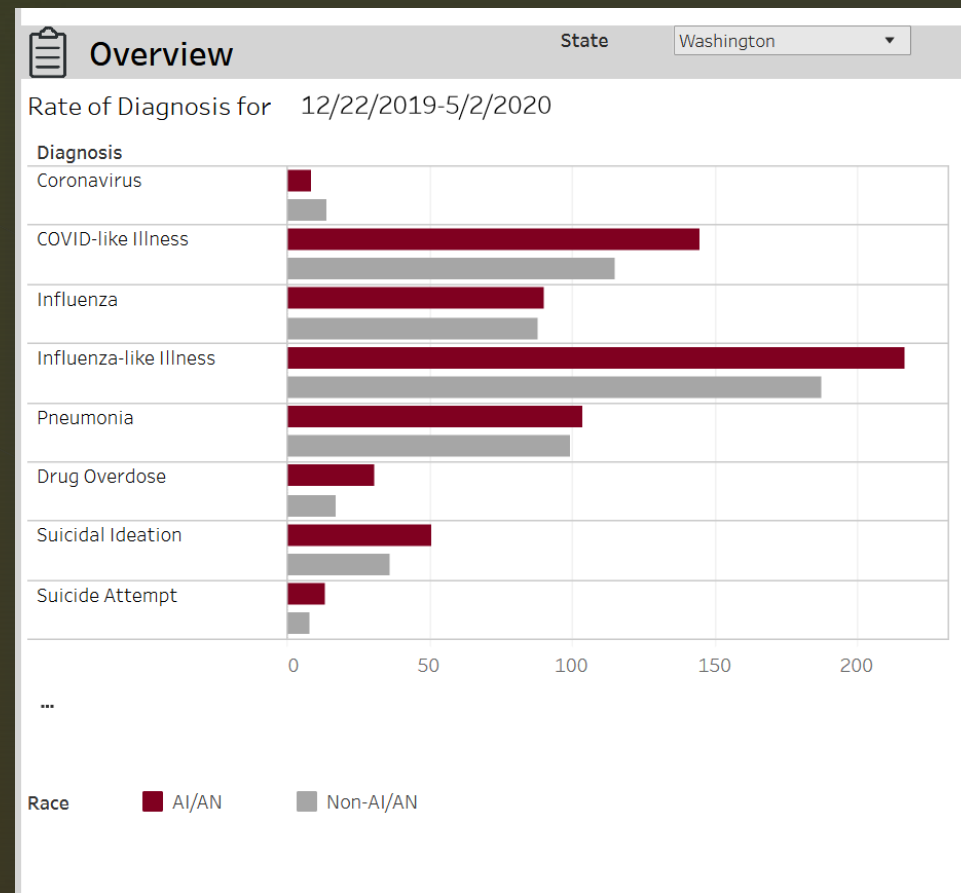 Overview State Washington
Rate of Diagnosis for 12/22/2019-5/2/2020
Diagnosis
Coronavirus
COVID-like Illness
Influenza
Influenza-like Illness
Pneumonia
Drug Overdose
Suicidal Ideation
Suicide Attempt
0 50 100 150 200
...
Race AI/AN Non-AI/AN